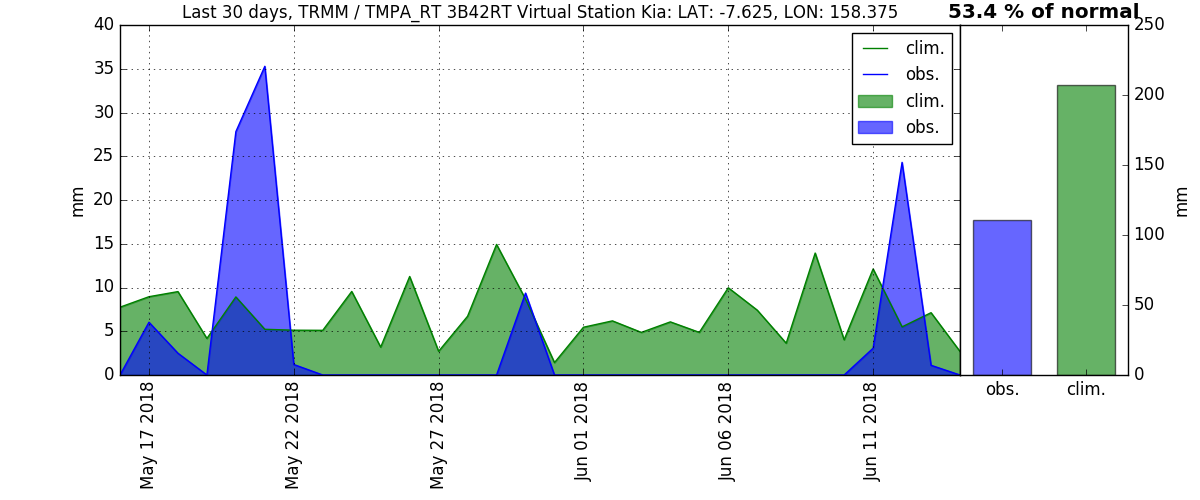 Last 30 days, TRMM / TMPA_RT 3B42RT Virtual Station Kia: LAT: -7.625, LON: 158.375
53.4 % of normal
40
35
30
25
20
15
10
5
0
mm
clim.
obs.
clim.
obs.
May 17 2018
May 22 2018
May 27 2018
Jun 01 2018
Jun 06 2018
Jun 11 2018
250
200
150
100
50
0
mm
obs.
clim.